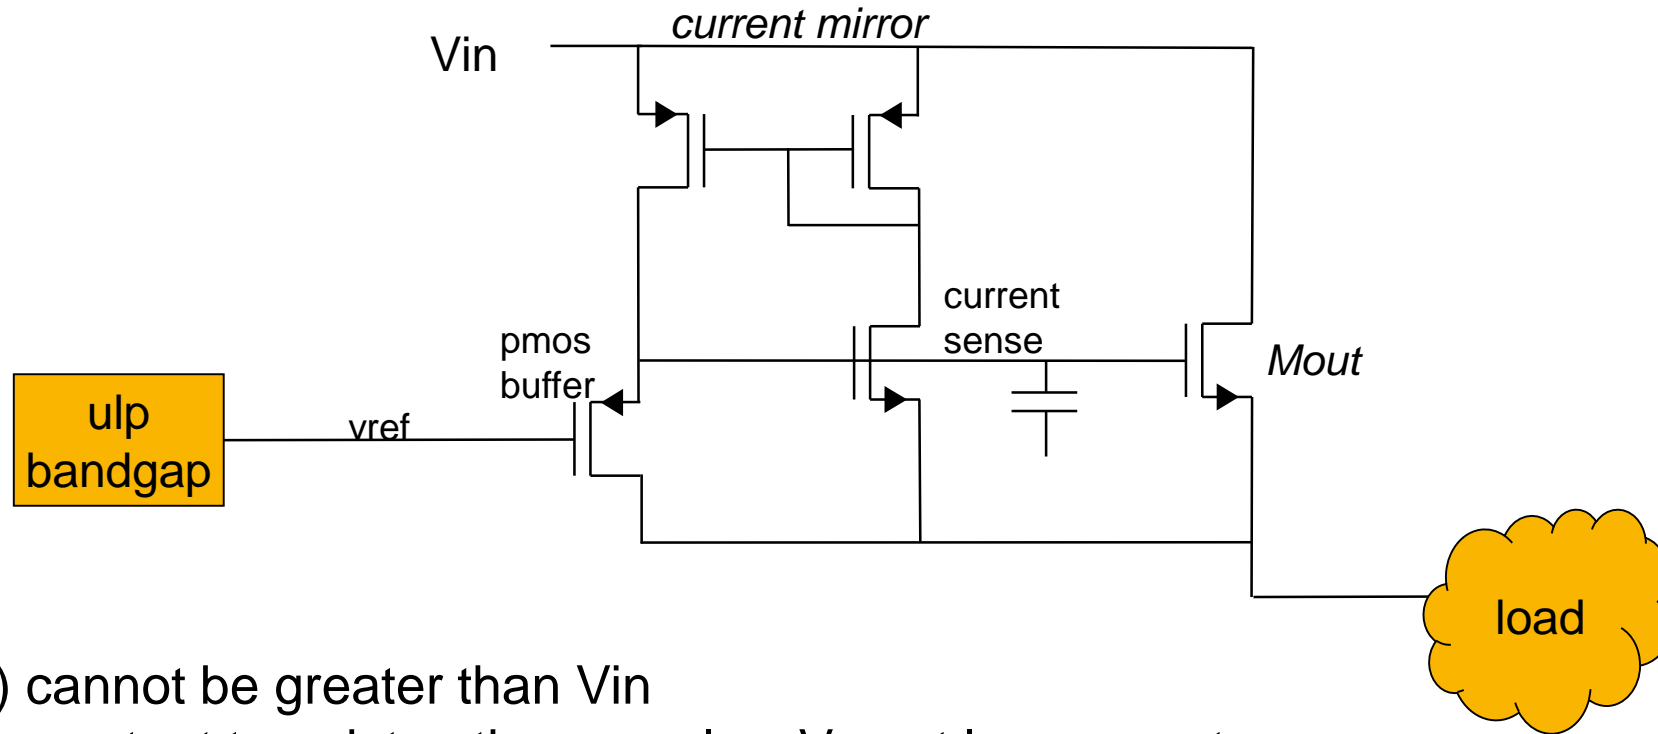 current mirror
Vin
current
sense
pmos
buffer
Mout
ulp
bandgap
vref
load
) cannot be greater than Vin